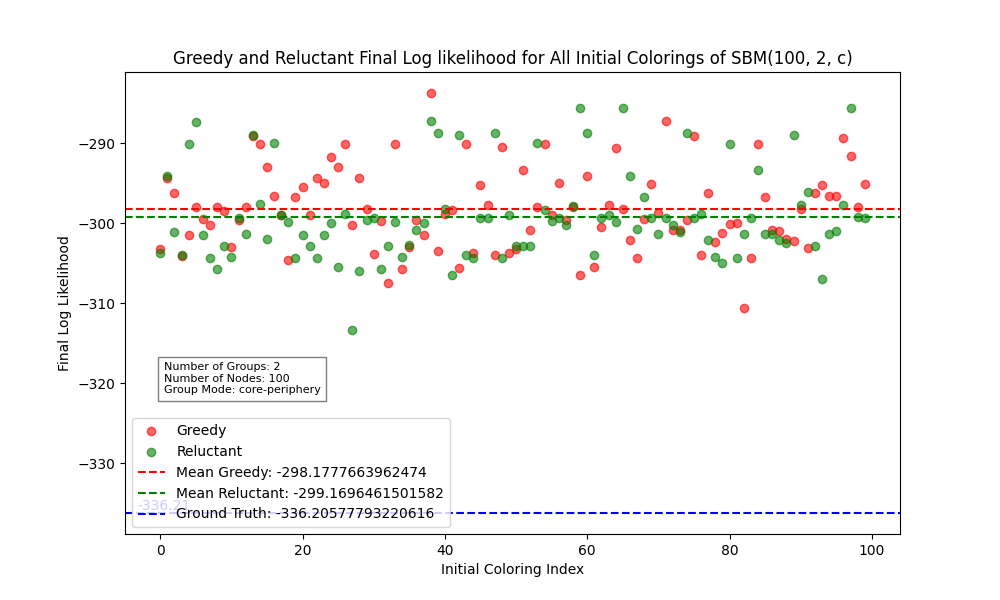 Greedy and Reluctant Final Log likelihood for All Initial Colorings of SBM(100, 2, c)
Final Log Likelihood
−290
−300
−310
−320
−330
Number of Groups: 2
Number of Nodes: 100
Group Mode: core-periphery
Greedy
Reluctant
Mean Greedy: -298.1777663962474
Mean Reluctant: -299.1696461501582
-336.21
Ground Truth: -336.20577793220616
0
20
40
60
80
100
Initial Coloring Index